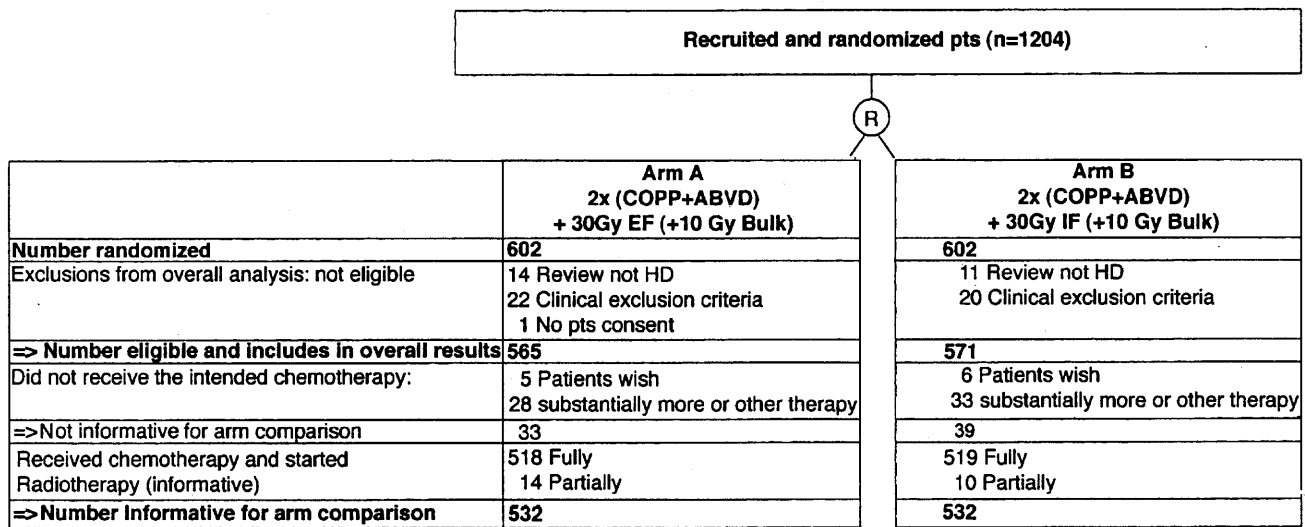 Recruited and randomized pts (n=1204)
R
Arm A
2x (COPP+ABVD)
+ 30Gy EF (+10 Gy Bulk)
Arm B
2x (COPP+ABVD)
+ 30Gy IF (+10 Gy Bulk)
Number randomized 602 602
Exclusions from overall analysis: not eligible 14 Review not HD 11 Review not HD
22 Clinical exclusion criteria 20 Clinical exclusion criteria
1 No pts consent
=> Number eligible and includes in overall results 565 571
Did not receive the intended chemotherapy: 5 Patients wish 6 Patients wish
28 substantially more or other therapy 33 substantially more or other therapy
=>Not informative for arm comparison 33 39
Received chemotherapy and started 518 Fully 519 Fully
Radiotherapy (informative) 14 Partially 10 Partially
=>Number Informative for arm comparison 532 532